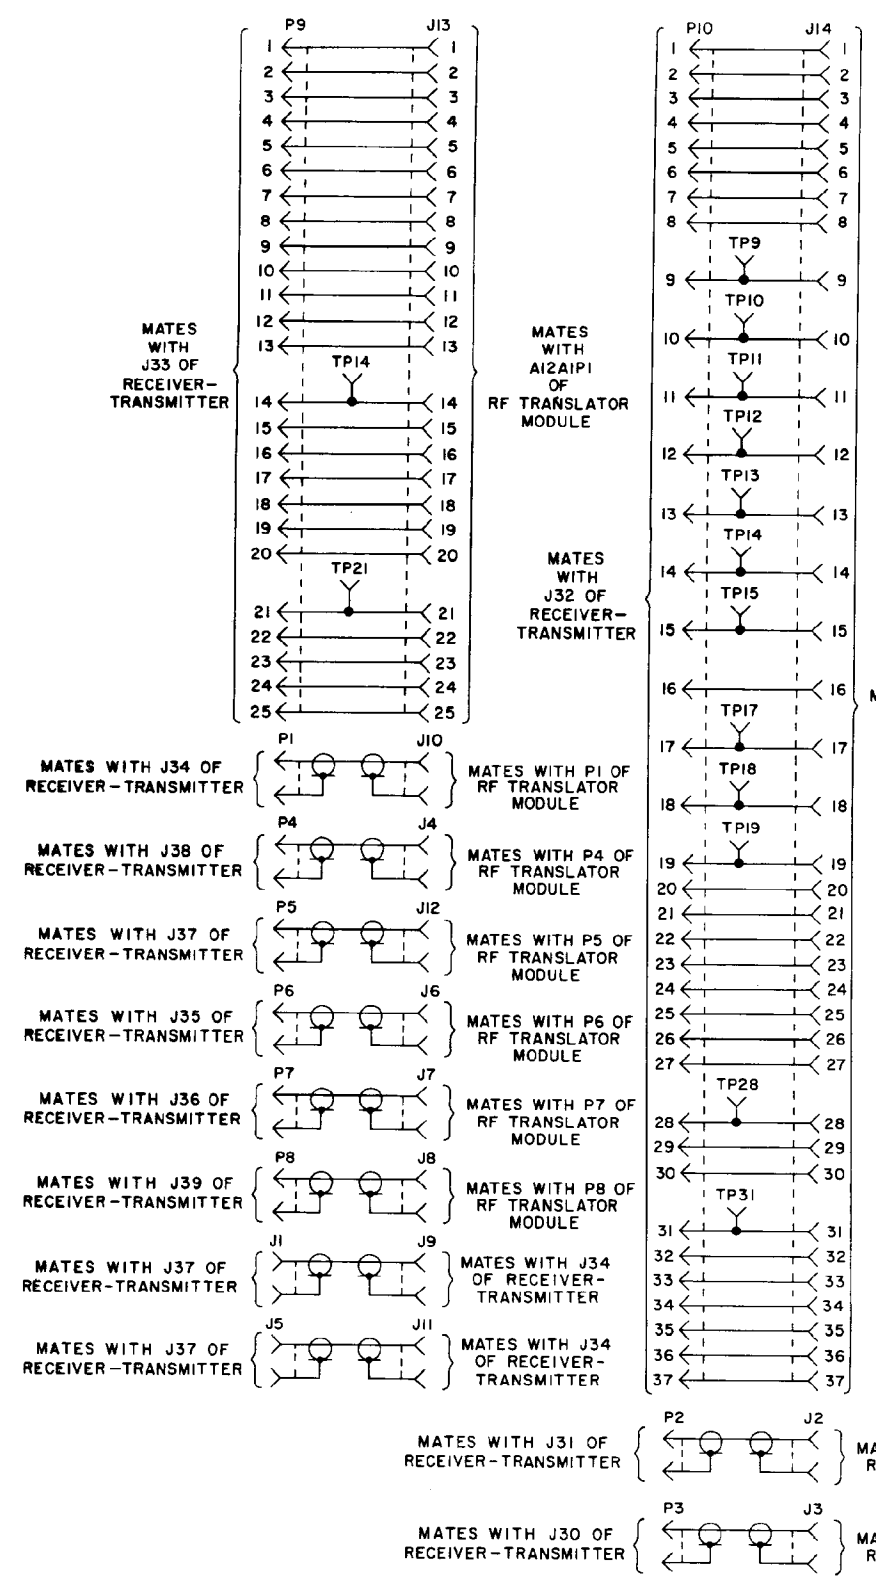 P9 J13
1 1
2 2
3 3
4 4
5 5
6 6
7 7
8 8
9 9
10 10
11 11
12 12
13 13
TP14
14 14
15 15
16 16
17 17
18 18
19 19
20 20
TP21
21 21
22 22
23 23
24 24
25 25
MATES
WITH
J33 OF
RECEIVER-
TRANSMITTER
MATES
WITH
A12A1P1
OF
RF TRANSLATOR
MODULE
P1 J10
MATES WITH J34 OF
RECEIVER-TRANSMITTER
MATES WITH P1 OF
RF TRANSLATOR
MODULE
P4 J4
MATES WITH J38 OF
RECEIVER-TRANSMITTER
MATES WITH P4 OF
RF TRANSLATOR
MODULE
P5 J12
MATES WITH J37 OF
RECEIVER-TRANSMITTER
MATES WITH P5 OF
RF TRANSLATOR
MODULE
P6 J6
MATES WITH J35 OF
RECEIVER-TRANSMITTER
MATES WITH P6 OF
RF TRANSLATOR
MODULE
P7 J7
MATES WITH J36 OF
RECEIVER-TRANSMITTER
MATES WITH P7 OF
RF TRANSLATOR
MODULE
P8 J8
MATES WITH J39 OF
RECEIVER-TRANSMITTER
MATES WITH P8 OF
RF TRANSLATOR
MODULE
J1 J9
MATES WITH J37 OF
RECEIVER-TRANSMITTER
MATES WITH J34
OF RECEIVER-
TRANSMITTER
J5 J11
MATES WITH J37 OF
RECEIVER-TRANSMITTER
MATES WITH J34
OF RECEIVER-
TRANSMITTER
P10 J14
1 1
2 2
3 3
4 4
5 5
6 6
7 7
8 8
TP9
9 9
TP10
10 10
TP11
11 11
TP12
12 12
TP13
13 13
TP14
14 14
TP15
15 15
16 16
TP17
17 17
TP18
18 18
TP19
19 19
20 20
21 21
22 22
23 23
24 24
25 25
26 26
27 27
TP28
28 28
29 29
30 30
TP31
31 31
32 32
33 33
34 34
35 35
36 36
37 37
MATES
WITH
J32 OF
RECEIVER-
TRANSMITTER
P2 J2
MATES WITH J31 OF
RECEIVER-TRANSMITTER
MA
R
P3 J3
MATES WITH J30 OF
RECEIVER-TRANSMITTER
MA
R